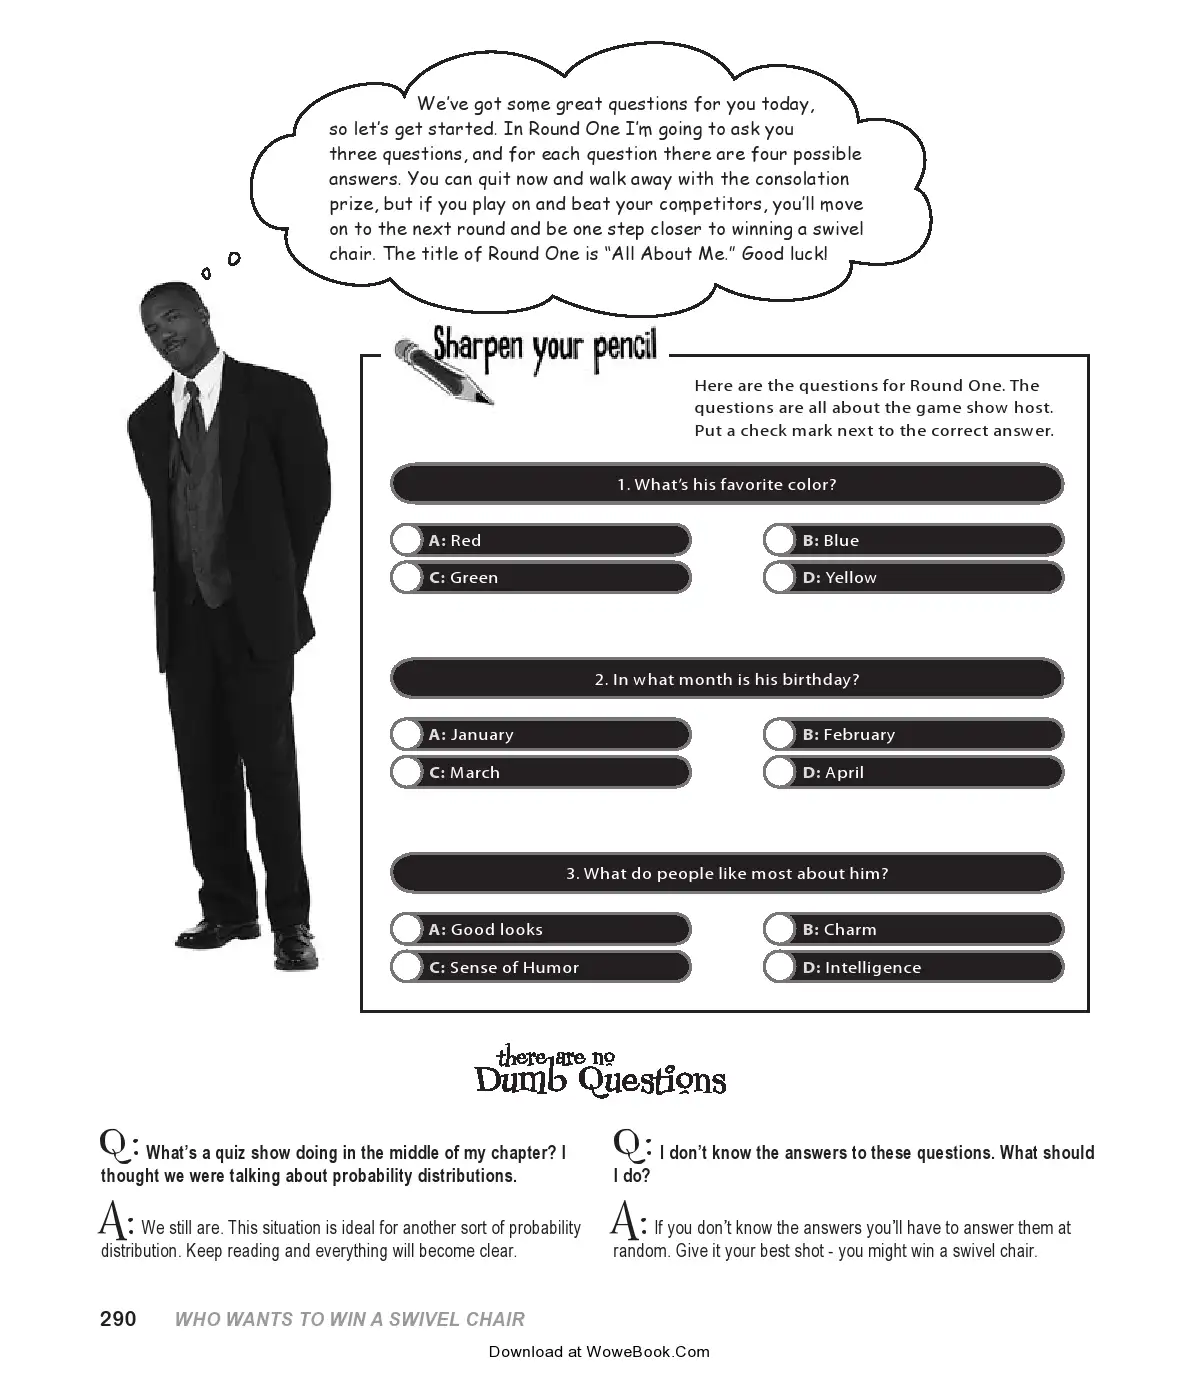 We've got some great questions for you today,
so let's get started. In Round One I'm going to ask you
three questions, and for each question there are four possible
answers. You can quit now and walk away with the consolation
prize, but if you play on and beat your competitors, you'll move
on to the next round and be one step closer to winning a swivel
chair. The title of Round One is “All About Me.” Good luck!
Sharpen your pencil
Here are the questions for Round One. The
questions are all about the game show host.
Put a check mark next to the correct answer.
1. What's his favorite color?
A: Red
B: Blue
C: Green
D: Yellow
2. In what month is his birthday?
A: January
B: February
C: March
D: April
3. What do people like most about him?
A: Good looks
B: Charm
C: Sense of Humor
D: Intelligence
there are no
Dumb Questions
Q: What's a quiz show doing in the middle of my chapter? I
thought we were talking about probability distributions.
A: We still are. This situation is ideal for another sort of probability
distribution. Keep reading and everything will become clear.
Q: I don't know the answers to these questions. What should
I do?
A: If you don't know the answers you'll have to answer them at
random. Give it your best shot - you might win a swivel chair.
290 WHO WANTS TO WIN A SWIVEL CHAIR
Download at WoweBook.Com